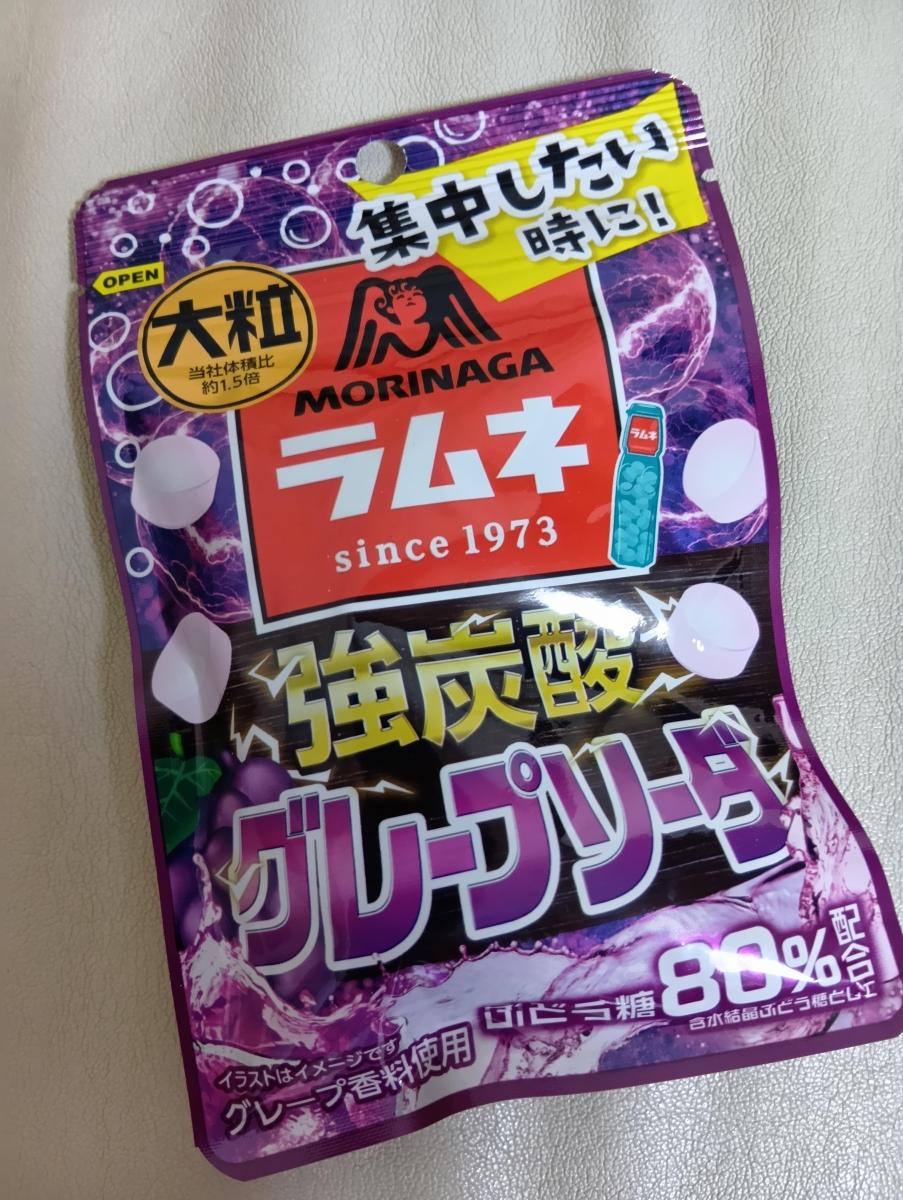 集中したい
時に!
OPEN
大粒
当社体積比
約1.5倍
MORINAGA
ラムネ
since 1973
ラムネ
強炭酸
グレープソーダ
ぶどう糖80%配合
含水結晶ぶどう糖として
イラストはイメージです
グレープ香料使用